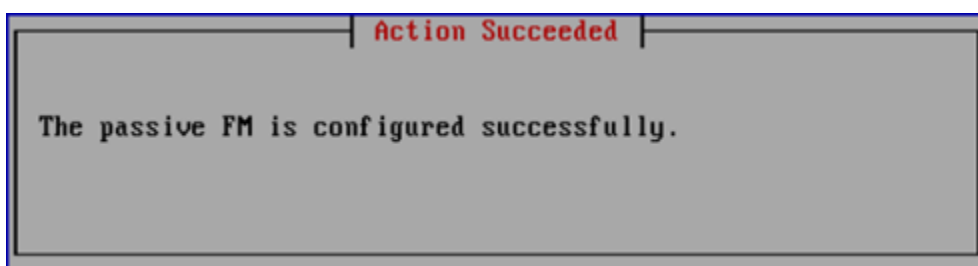 Action Succeeded
The passive FM is configured successfully.